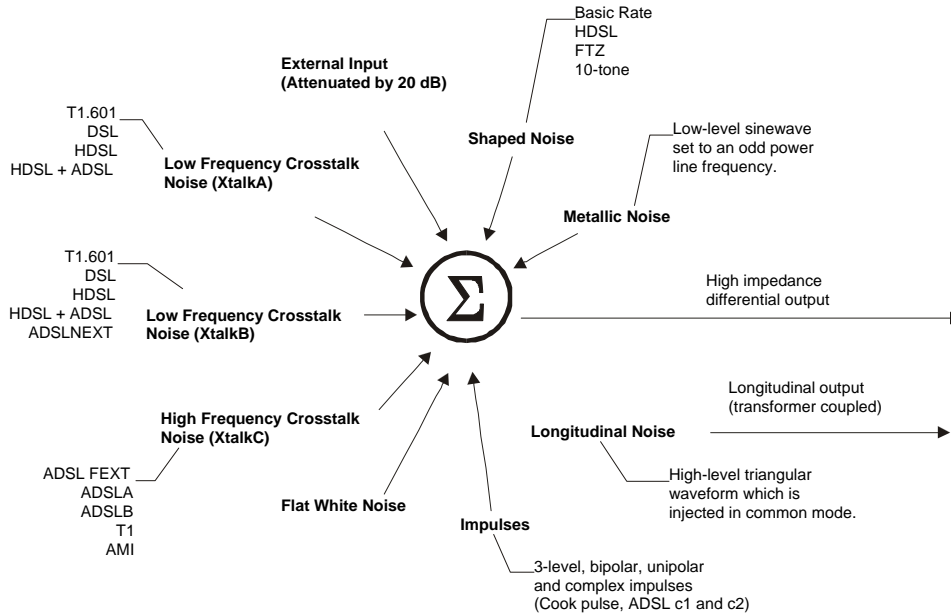 Basic Rate
HDSL
FTZ
10-tone
External Input
(Attenuated by 20 dB)
Shaped Noise
T1.601
DSL
HDSL
HDSL + ADSL
Low Frequency Crosstalk
Noise (XtalkA)
Low-level sinewave
set to an odd power
line frequency.
Metallic Noise
T1.601
DSL
HDSL
HDSL + ADSL
ADSLNEXT
Low Frequency Crosstalk
Noise (XtalkB)
Σ
High impedance
differential output
High Frequency Crosstalk
Noise (XtalkC)
Longitudinal output
(transformer coupled)
Longitudinal Noise
ADSL FEXT
ADSLA
ADSLB
T1
AMI
Flat White Noise
High-level triangular
waveform which is
injected in common mode.
Impulses
3-level, bipolar, unipolar
and complex impulses
(Cook pulse, ADSL c1 and c2)